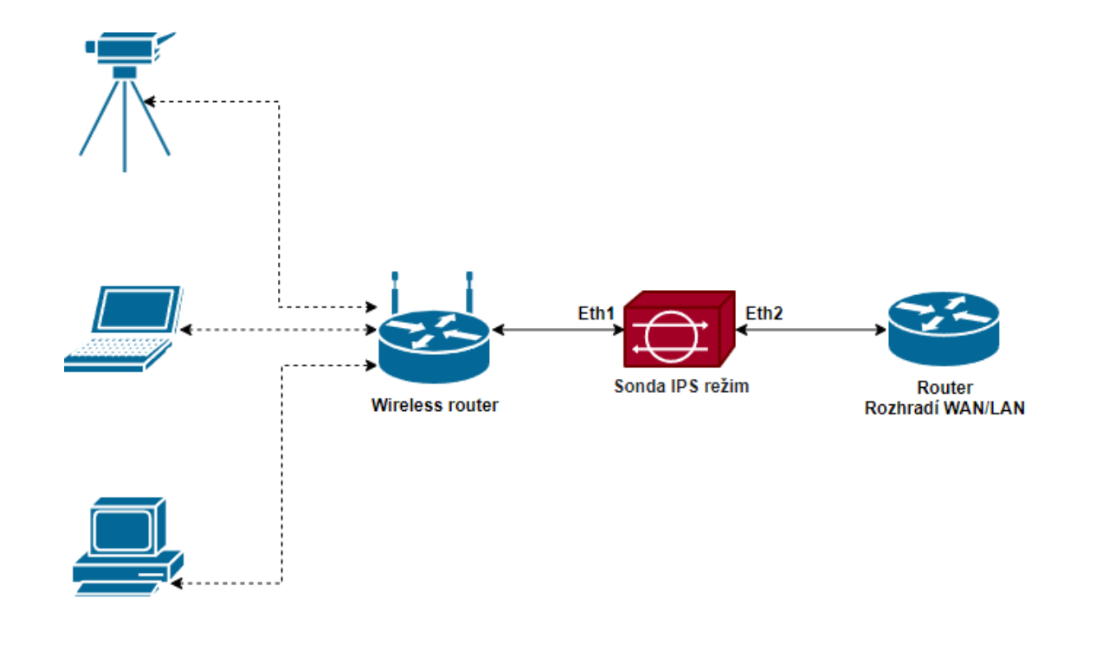 Eth1
Eth2
Sonda IPS režim
Wireless router
Router
Rozhradí WAN/LAN